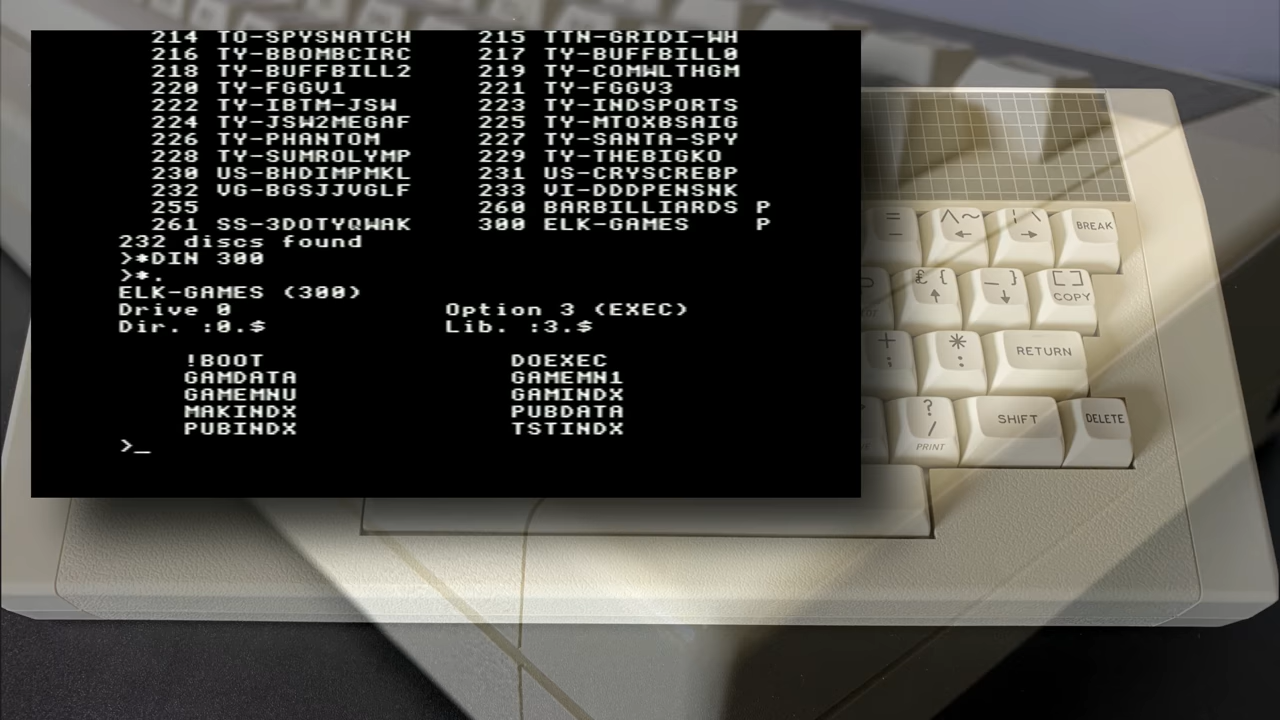 214 TO-SPYSNATCH 215 TTN-GRIDI-WH
216 TY-BBOMBCIRC 217 TY-BUFFBILL0
218 TY-BUFFBILL2 219 TY-COMWLTHGM
220 TY-FGGV1 221 TY-FGGV3
222 TY-IBTM-JSW 223 TY-INDSPORTS
224 TY-JSW2MEGAF 225 TY-MTOXBSAIG
226 TY-PHANTOM 227 TY-SANTA-SPY
228 TY-SUMROLYMP 229 TY-THEBIGKO
230 US-BHDIMPMKL 231 US-CRYSCREBP
232 VG-BGSJJVGLF 233 VI-DDDPENSNK
255 260 BARBILLIARDS P
261 SS-3DOTYQWAK 300 ELK-GAMES P
232 discs found
>*DIN 300
>*.
ELK-GAMES (300)
Drive 0 Option 3 (EXEC)
Dir. :0.$ Lib. :3.$
!BOOT DOEXEC
GAMDATA GAMEMN1
GAMEMNU GAMINDX
MAKINDX PUBDATA
PUBINDX TSTINDX
>_
= - ^ ~ ← ¦ \ → BREAK
£ { ↑ _ } ↓ [ ] COPY
+ ; * : RETURN
? / PRINT SHIFT DELETE